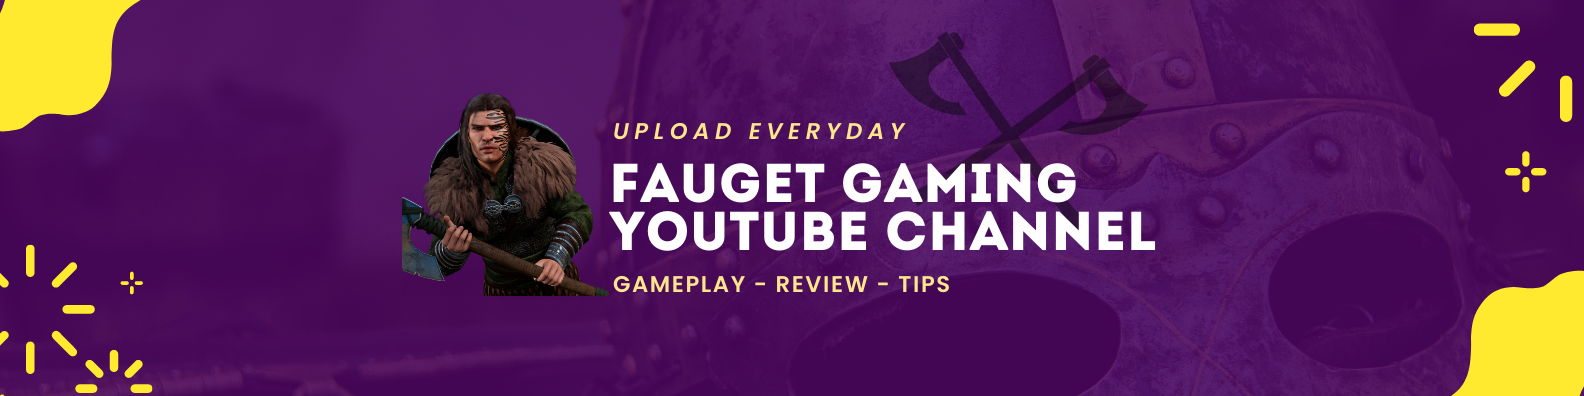 UPLOAD EVERYDAY
FAUGET GAMING
YOUTUBE CHANNEL
GAMEPLAY - REVIEW - TIPS